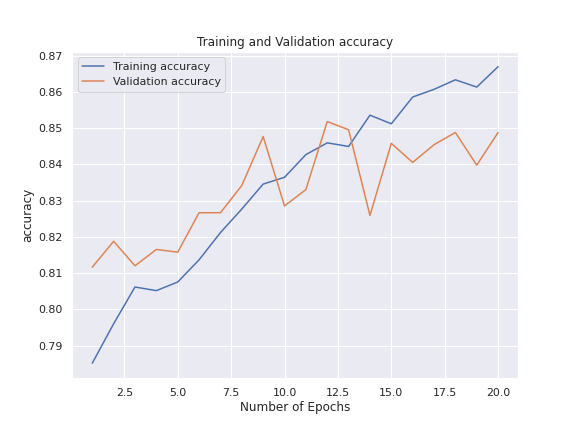 Training and Validation accuracy
Training accuracy
Validation accuracy
0.87
0.86
0.85
0.84
0.83
0.82
0.81
0.80
0.79
accuracy
2.5 5.0 7.5 10.0 12.5 15.0 17.5 20.0
Number of Epochs